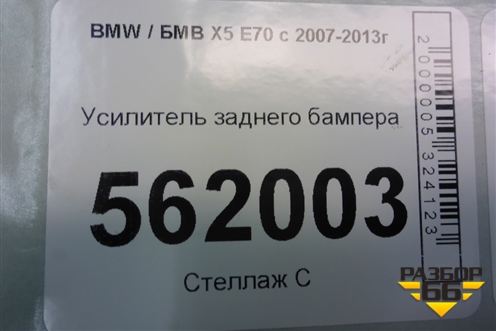 BMW / БМВ X5 E70 с 2007-2013г
Усилитель заднего бампера
562003
Стеллаж С
2000005324123
РАЗБОР
66